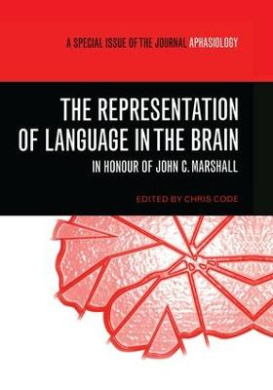 A SPECIAL ISSUE OF THE JOURNAL APHASIOLOGY
THE REPRESENTATION
OF LANGUAGE IN THE BRAIN
IN HONOUR OF JOHN C. MARSHALL
EDITED BY CHRIS CODE